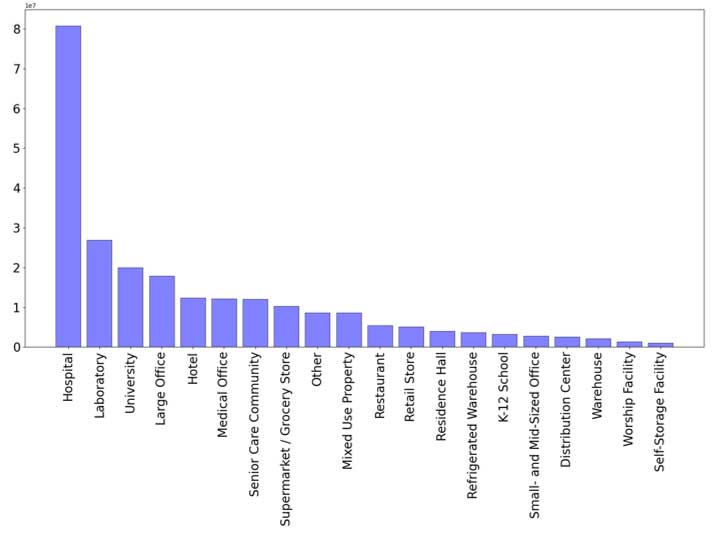 1e7
8
7
6
5
4
3
2
1
0
Hospital
Laboratory
University
Large Office
Hotel
Medical Office
Senior Care Community
Supermarket / Grocery Store
Other
Mixed Use Property
Restaurant
Retail Store
Residence Hall
Refrigerated Warehouse
K-12 School
Small- and Mid-Sized Office
Distribution Center
Warehouse
Worship Facility
Self-Storage Facility